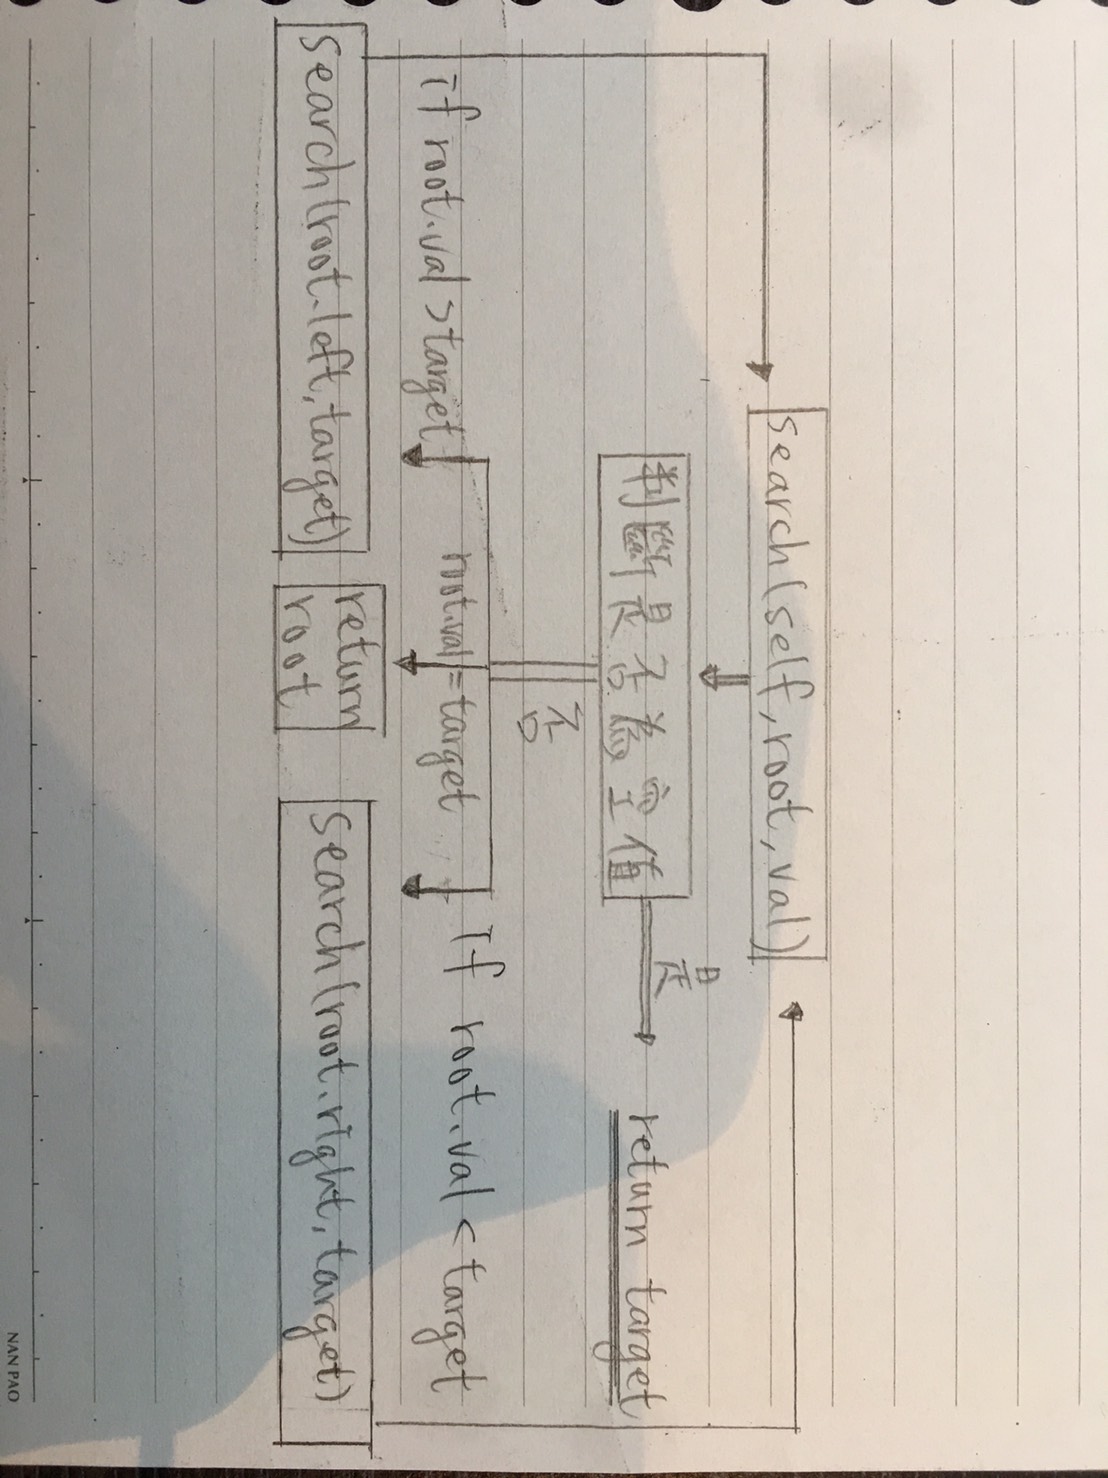 search(self,root,val)
判斷是否為空值
是
return target
否
if root.val>target
root.val=target
if root.val<target
search(root.left,target)
return
root
search(root.right,target)
NAN PAO